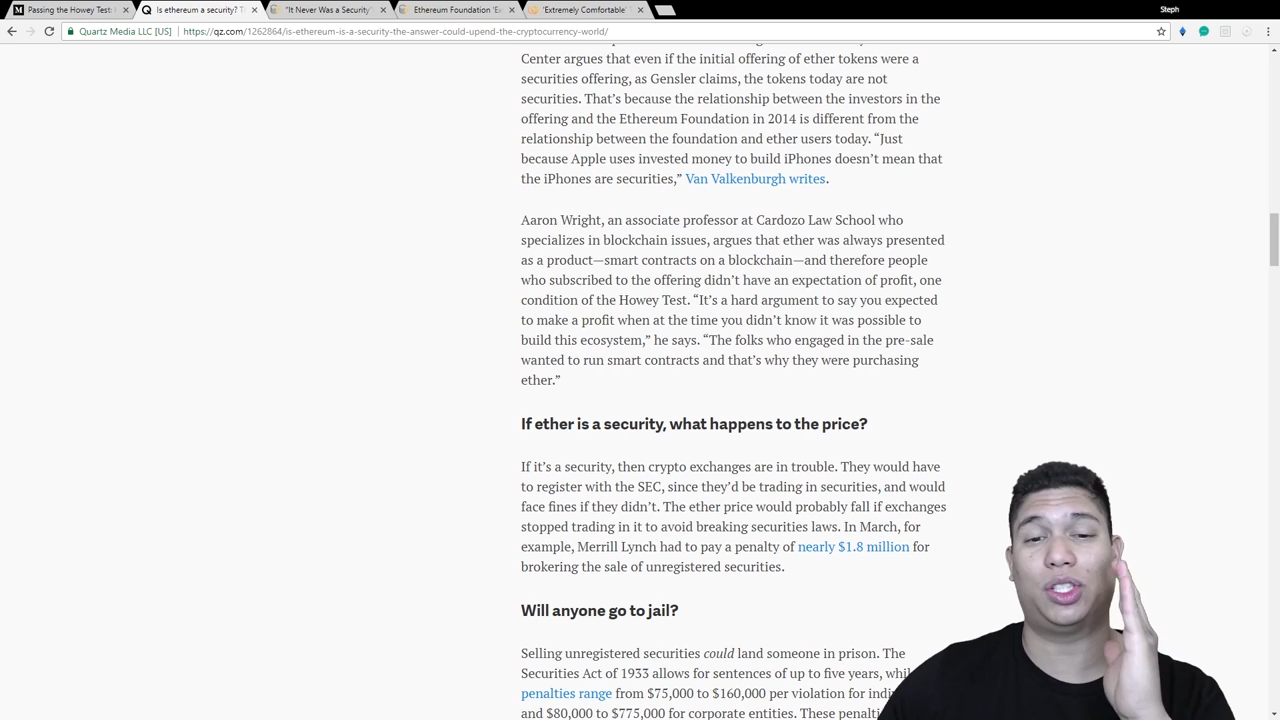 Passing the Howey Test:
Is ethereum a security? T
"It Never Was a Security"
Ethereum Foundation 'E
'Extremely Comfortable'
Steph
Quartz Media LLC [US]
https://qz.com/1262864/is-ethereum-is-a-security-the-answer-could-upend-the-cryptocurrency-world/
Center argues that even if the initial offering of ether tokens were a
securities offering, as Gensler claims, the tokens today are not
securities. That's because the relationship between the investors in the
offering and the Ethereum Foundation in 2014 is different from the
relationship between the foundation and ether users today. “Just
because Apple uses invested money to build iPhones doesn't mean that
the iPhones are securities,” Van Valkenburgh writes.
Aaron Wright, an associate professor at Cardozo Law School who
specializes in blockchain issues, argues that ether was always presented
as a product—smart contracts on a blockchain—and therefore people
who subscribed to the offering didn't have an expectation of profit, one
condition of the Howey Test. “It's a hard argument to say you expected
to make a profit when at the time you didn't know it was possible to
build this ecosystem,” he says. “The folks who engaged in the pre-sale
wanted to run smart contracts and that's why they were purchasing
ether.”
If ether is a security, what happens to the price?
If it's a security, then crypto exchanges are in trouble. They would have
to register with the SEC, since they'd be trading in securities, and would
face fines if they didn't. The ether price would probably fall if exchanges
stopped trading in it to avoid breaking securities laws. In March, for
example, Merrill Lynch had to pay a penalty of nearly $1.8 million for
brokering the sale of unregistered securities.
Will anyone go to jail?
Selling unregistered securities could land someone in prison. The
Securities Act of 1933 allows for sentences of up to five years, whil
penalties range from $75,000 to $160,000 per violation for indi
and $80,000 to $775,000 for corporate entities. These penalti